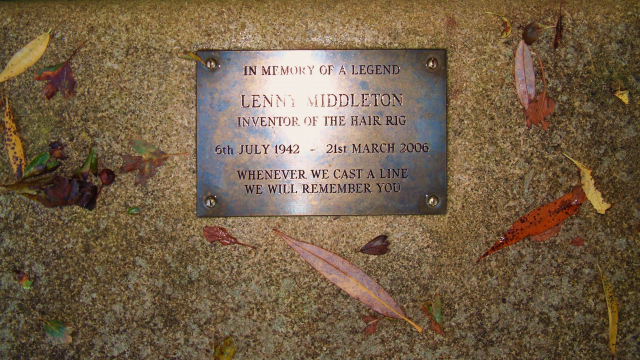 IN MEMORY OF A LEGEND
LENNY MIDDLETON
INVENTOR OF THE HAIR RIG
6th JULY 1942 - 21st MARCH 2006
WHENEVER WE CAST A LINE
WE WILL REMEMBER YOU